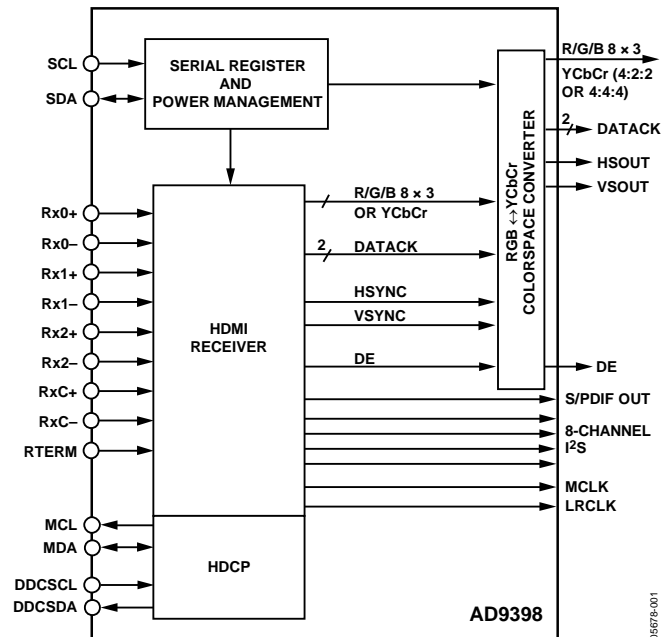 SCL
SDA
SERIAL REGISTER
AND
POWER MANAGEMENT
R/G/B 8 × 3
YCbCr (4:2:2
OR 4:4:4)
2
DATACK
HSOUT
VSOUT
RGB ↔ YCbCr
COLORSPACE CONVERTER
Rx0+
Rx0–
Rx1+
Rx1–
Rx2+
Rx2–
RxC+
RxC–
RTERM
HDMI
RECEIVER
R/G/B 8 × 3
OR YCbCr
2
DATACK
HSYNC
VSYNC
DE
DE
S/PDIF OUT
8-CHANNEL
I²S
MCLK
LRCLK
MCL
MDA
DDCSCL
DDCSDA
HDCP
AD9398
05678-001